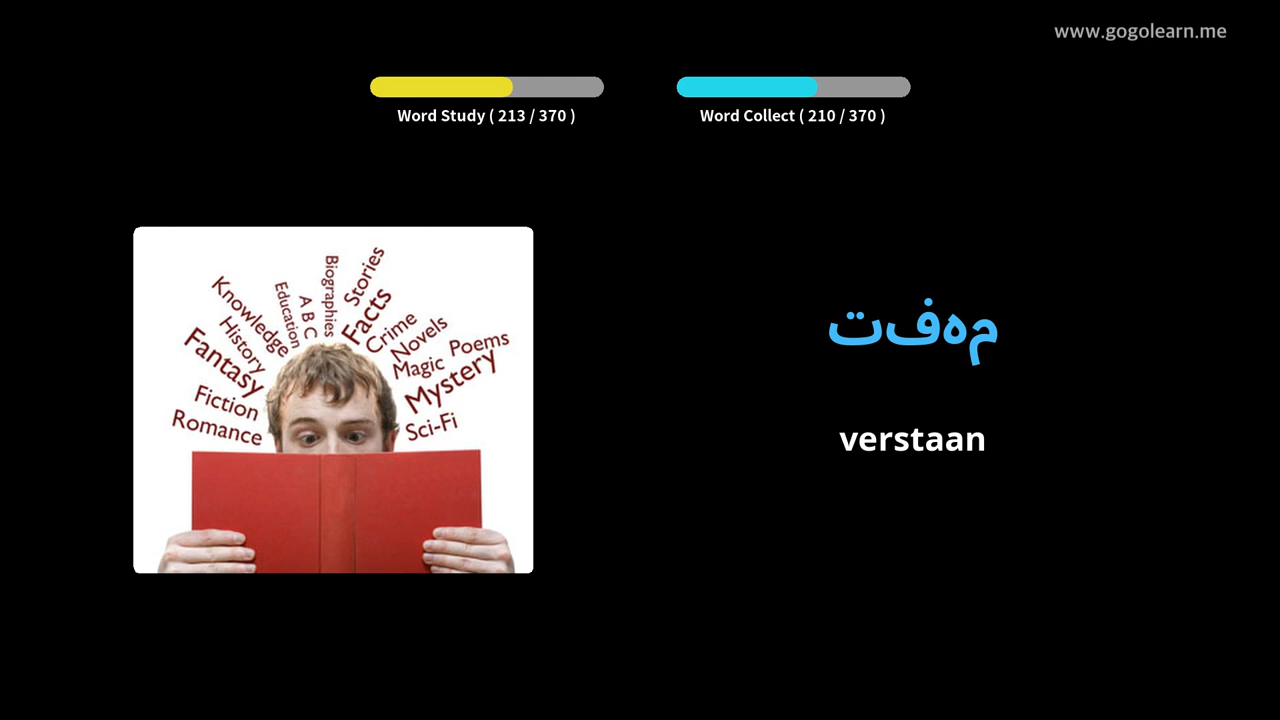 www.gogolearn.me
Word Study ( 213 / 370 )
Word Collect ( 210 / 370 )
Stories
Biographies
Facts
A B C
Education
Knowledge
Crime
Novels
History
Poems
Magic
Fantasy
Mystery
Fiction
Romance
Sci-Fi
تفهم
verstaan